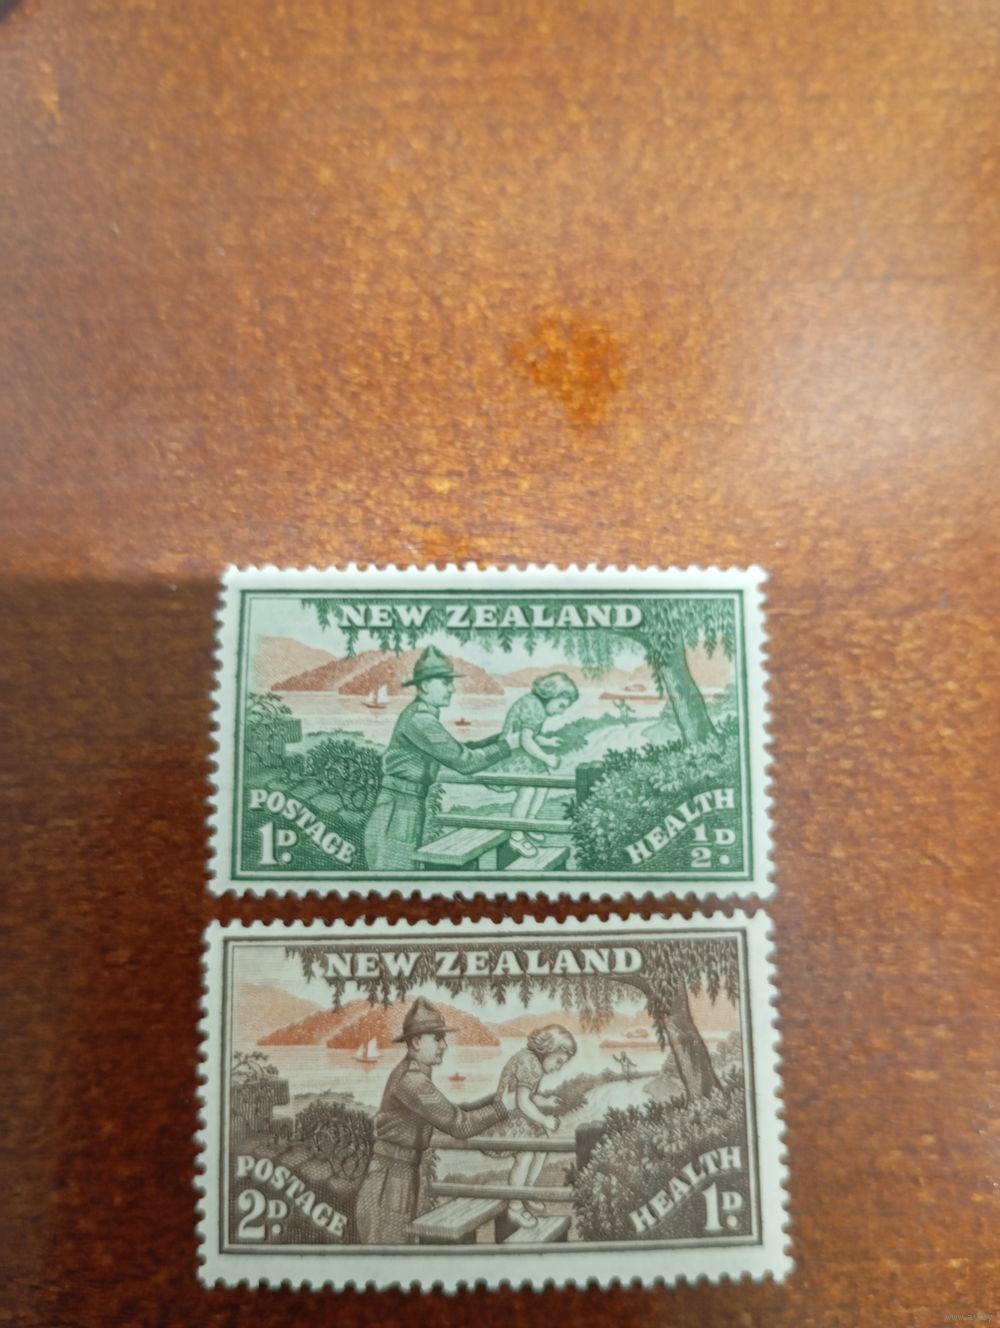 NEW ZEALAND
POSTAGE
1D.
HEALTH
½D.
NEW ZEALAND
POSTAGE
2D.
HEALTH
1D.